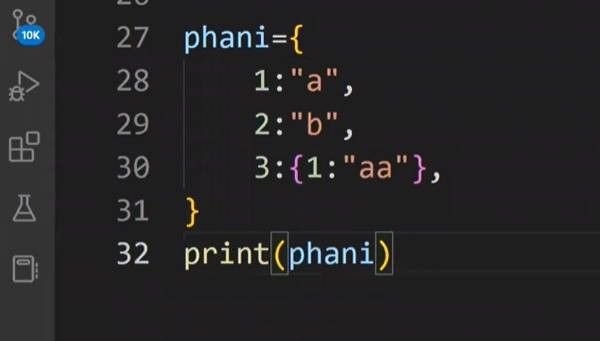 10K
27 phani={
28     1:"a",
29     2:"b",
30     3:{1:"aa"},
31 }
32 print(phani)